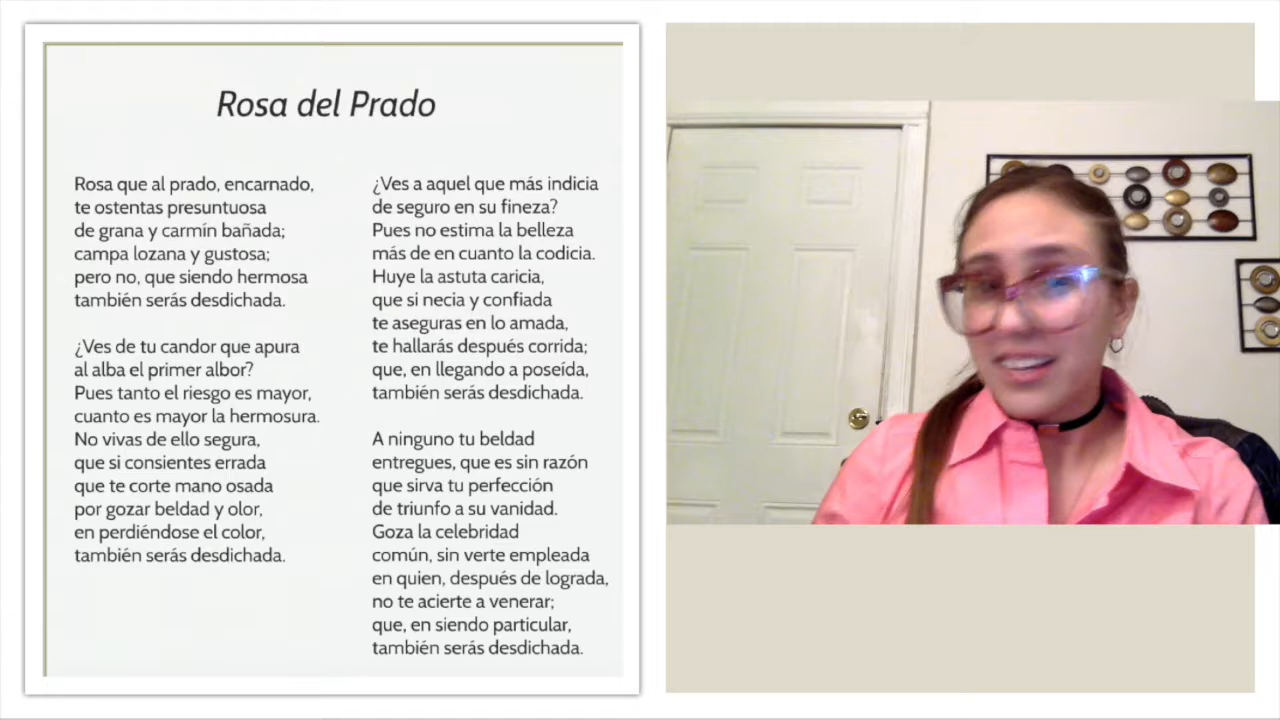 Rosa del Prado
Rosa que al prado, encarnado,
te ostentas presuntuosa
de grana y carmín bañada;
campa lozana y gustosa;
pero no, que siendo hermosa
también serás desdichada.
¿Ves de tu candor que apura
al alba el primer albor?
Pues tanto el riesgo es mayor,
cuanto es mayor la hermosura.
No vivas de ello segura,
que si consientes errada
que te corte mano osada
por gozar beldad y olor,
en perdiéndose el color,
también serás desdichada.
¿Ves a aquel que más indicia
de seguro en su fineza?
Pues no estima la belleza
más de en cuanto la codicia.
Huye la astuta caricia,
que si necia y confiada
te aseguras en lo amada,
te hallarás después corrida;
que, en llegando a poseída,
también serás desdichada.
A ninguno tu beldad
entregues, que es sin razón
que sirva tu perfección
de triunfo a su vanidad.
Goza la celebridad
común, sin verte empleada
en quien, después de lograda,
no te acierte a venerar;
que, en siendo particular,
también serás desdichada.